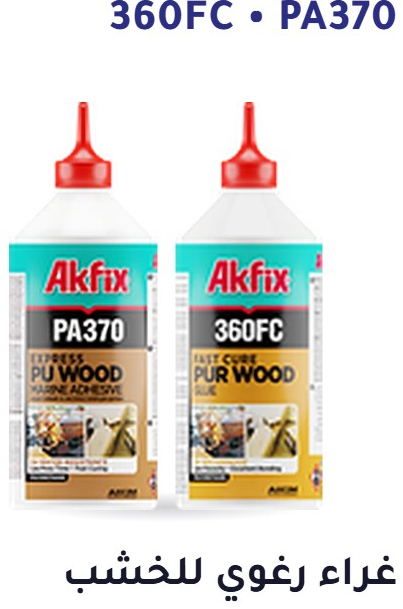 360FC • PA370
Akfix
PA370
EXPRESS
PU WOOD
MARINE ADHESIVE
Akfix
360FC
FAST CURE
PUR WOOD
GLUE
غراء رغوي للخشب